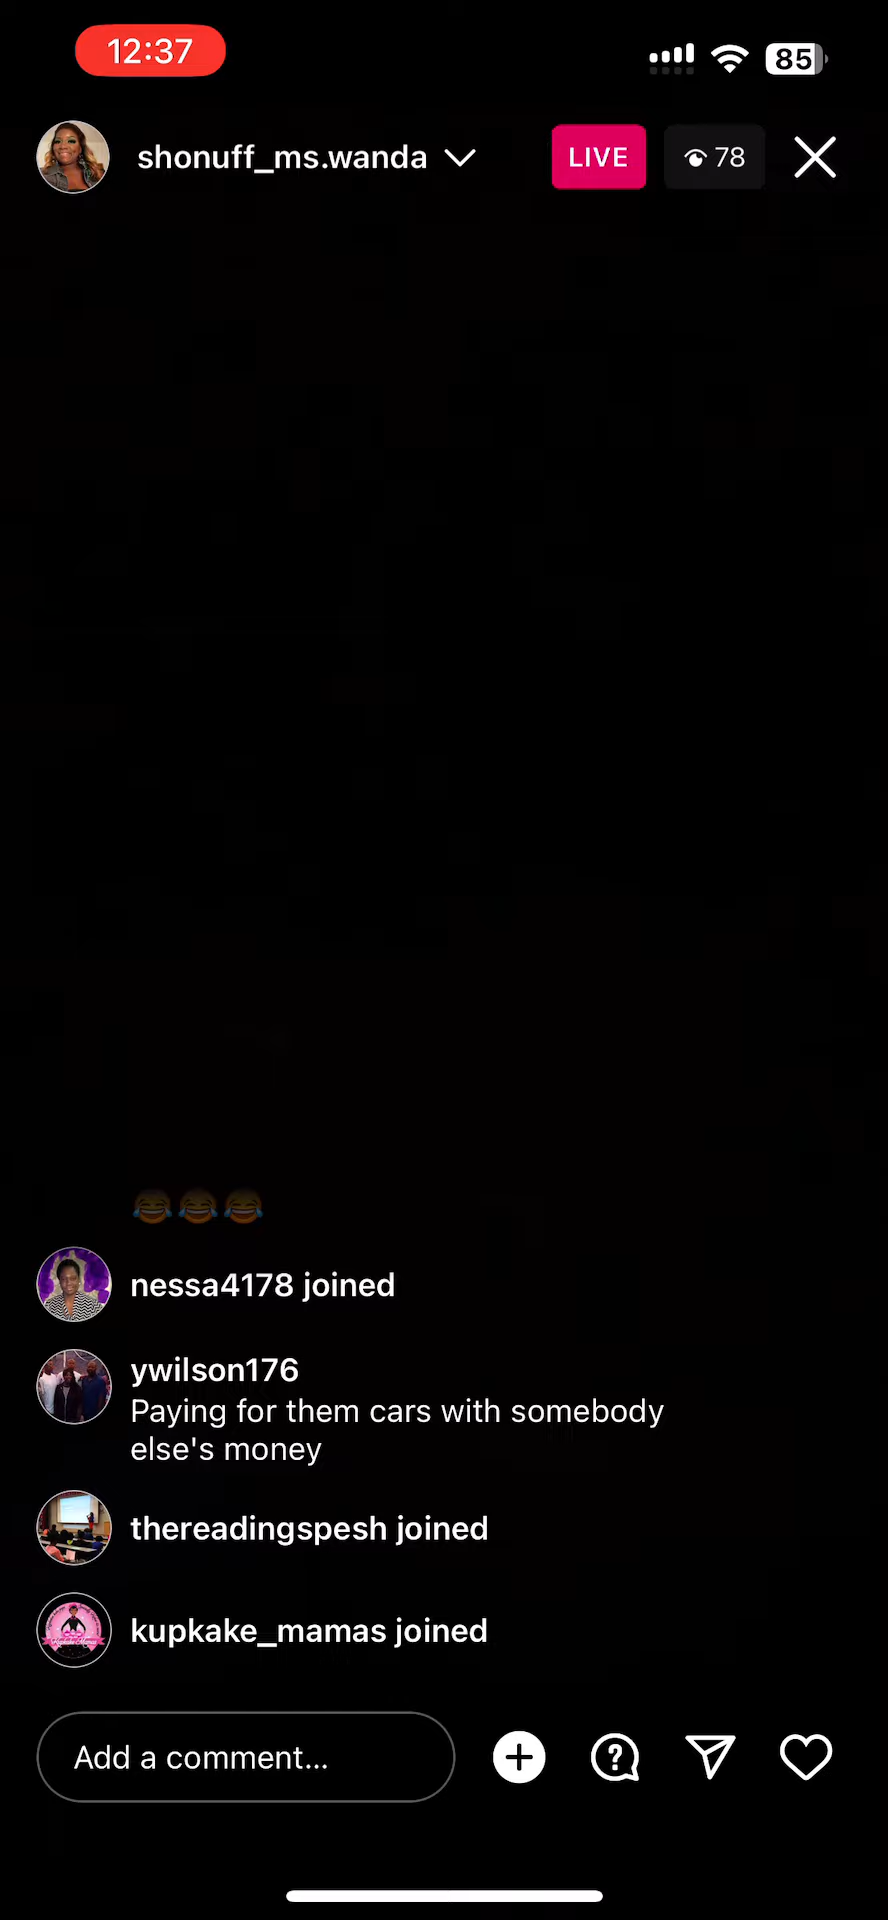 12:37
85
shonuff_ms.wanda
LIVE
78
😂😂😂
nessa4178 joined
ywilson176
Paying for them cars with somebody
else's money
thereadingspesh joined
kupkake_mamas joined
Add a comment...